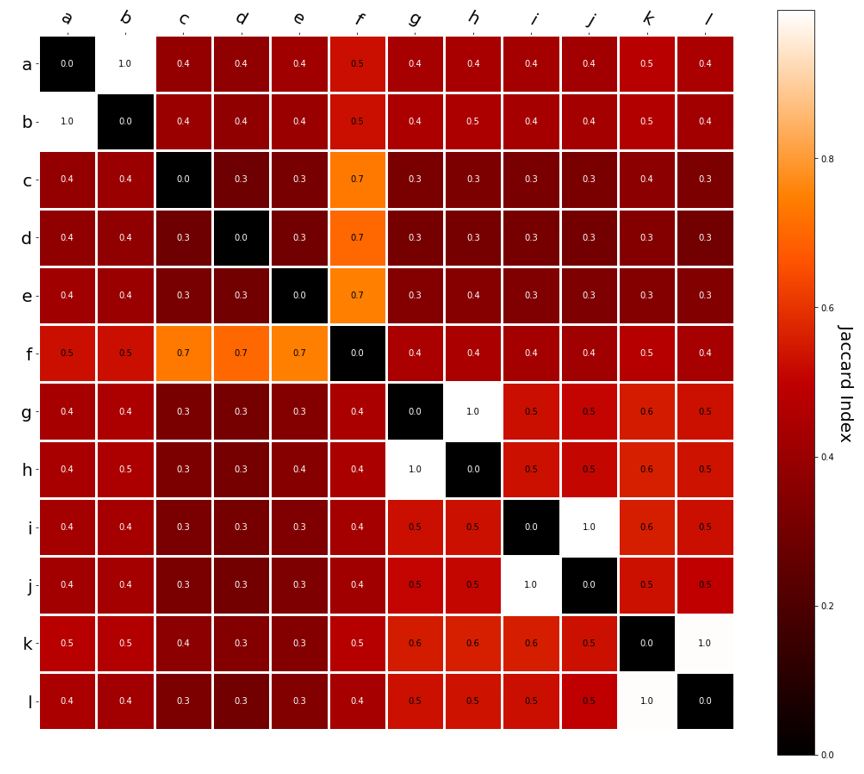 a b c d e f g h i j k l
a 0.0 1.0 0.4 0.4 0.4 0.5 0.4 0.4 0.4 0.4 0.5 0.4
b 1.0 0.0 0.4 0.4 0.4 0.5 0.4 0.5 0.4 0.4 0.5 0.4
c 0.4 0.4 0.0 0.3 0.3 0.7 0.3 0.3 0.3 0.3 0.4 0.3
d 0.4 0.4 0.3 0.0 0.3 0.7 0.3 0.3 0.3 0.3 0.3 0.3
e 0.4 0.4 0.3 0.3 0.0 0.7 0.3 0.4 0.3 0.3 0.3 0.3
f 0.5 0.5 0.7 0.7 0.7 0.0 0.4 0.4 0.4 0.4 0.5 0.4
g 0.4 0.4 0.3 0.3 0.3 0.4 0.0 1.0 0.5 0.5 0.6 0.5
h 0.4 0.5 0.3 0.3 0.4 0.4 1.0 0.0 0.5 0.5 0.6 0.5
i 0.4 0.4 0.3 0.3 0.3 0.4 0.5 0.5 0.0 1.0 0.6 0.5
j 0.4 0.4 0.3 0.3 0.3 0.4 0.5 0.5 1.0 0.0 0.5 0.5
k 0.5 0.5 0.4 0.3 0.3 0.5 0.6 0.6 0.6 0.5 0.0 1.0
l 0.4 0.4 0.3 0.3 0.3 0.4 0.5 0.5 0.5 0.5 1.0 0.0
0.8
0.6
0.4
0.2
0.0
Jaccard Index